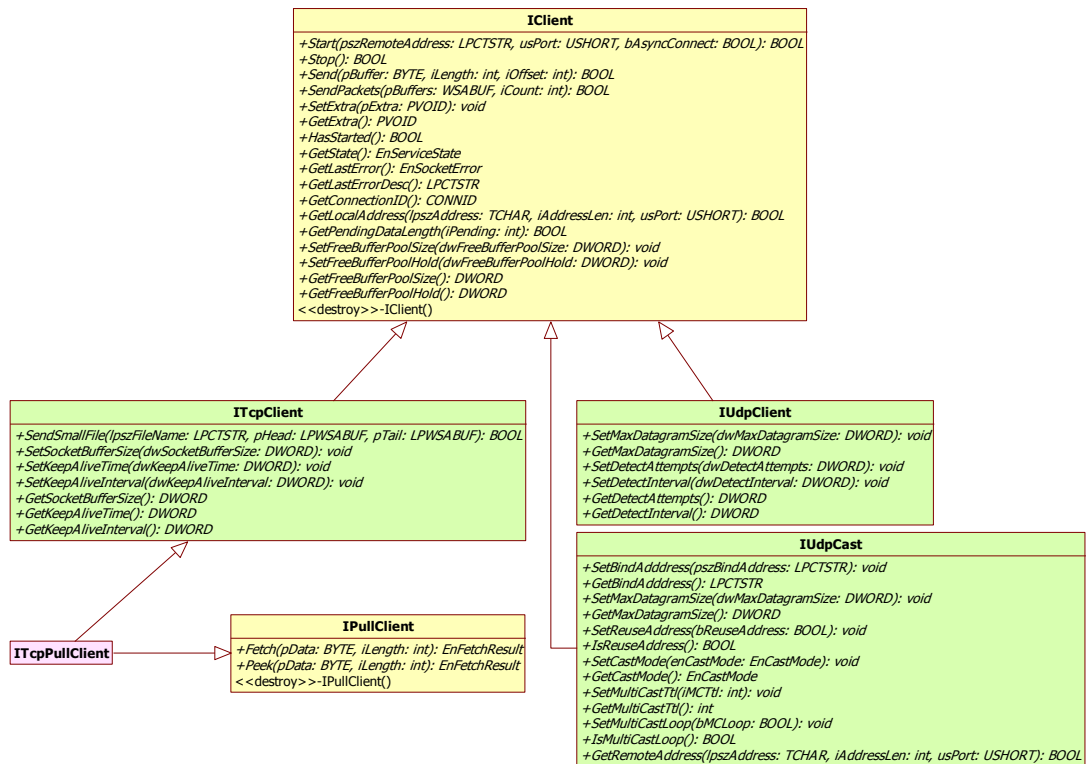 IClient
+Start(pszRemoteAddress: LPCTSTR, usPort: USHORT, bAsyncConnect: BOOL): BOOL
+Stop(): BOOL
+Send(pBuffer: BYTE, iLength: int, iOffset: int): BOOL
+SendPackets(pBuffers: WSABUF, iCount: int): BOOL
+SetExtra(pExtra: PVOID): void
+GetExtra(): PVOID
+HasStarted(): BOOL
+GetState(): EnServiceState
+GetLastError(): EnSocketError
+GetLastErrorDesc(): LPCTSTR
+GetConnectionID(): CONNID
+GetLocalAddress(lpszAddress: TCHAR, iAddressLen: int, usPort: USHORT): BOOL
+GetPendingDataLength(iPending: int): BOOL
+SetFreeBufferPoolSize(dwFreeBufferPoolSize: DWORD): void
+SetFreeBufferPoolHold(dwFreeBufferPoolHold: DWORD): void
+GetFreeBufferPoolSize(): DWORD
+GetFreeBufferPoolHold(): DWORD
<<destroy>>-IClient()
ITcpClient
+SendSmallFile(lpszFileName: LPCTSTR, pHead: LPWSABUF, pTail: LPWSABUF): BOOL
+SetSocketBufferSize(dwSocketBufferSize: DWORD): void
+SetKeepAliveTime(dwKeepAliveTime: DWORD): void
+SetKeepAliveInterval(dwKeepAliveInterval: DWORD): void
+GetSocketBufferSize(): DWORD
+GetKeepAliveTime(): DWORD
+GetKeepAliveInterval(): DWORD
IUdpClient
+SetMaxDatagramSize(dwMaxDatagramSize: DWORD): void
+GetMaxDatagramSize(): DWORD
+SetDetectAttempts(dwDetectAttempts: DWORD): void
+SetDetectInterval(dwDetectInterval: DWORD): void
+GetDetectAttempts(): DWORD
+GetDetectInterval(): DWORD
IUdpCast
+SetBindAdddress(pszBindAddress: LPCTSTR): void
+GetBindAdddress(): LPCTSTR
+SetMaxDatagramSize(dwMaxDatagramSize: DWORD): void
+GetMaxDatagramSize(): DWORD
+SetReuseAddress(bReuseAddress: BOOL): void
+IsReuseAddress(): BOOL
+SetCastMode(enCastMode: EnCastMode): void
+GetCastMode(): EnCastMode
+SetMultiCastTtl(iMCTtl: int): void
+GetMultiCastTtl(): int
+SetMultiCastLoop(bMCLoop: BOOL): void
+IsMultiCastLoop(): BOOL
+GetRemoteAddress(lpszAddress: TCHAR, iAddressLen: int, usPort: USHORT): BOOL
ITcpPullClient
IPullClient
+Fetch(pData: BYTE, iLength: int): EnFetchResult
+Peek(pData: BYTE, iLength: int): EnFetchResult
<<destroy>>-IPullClient()